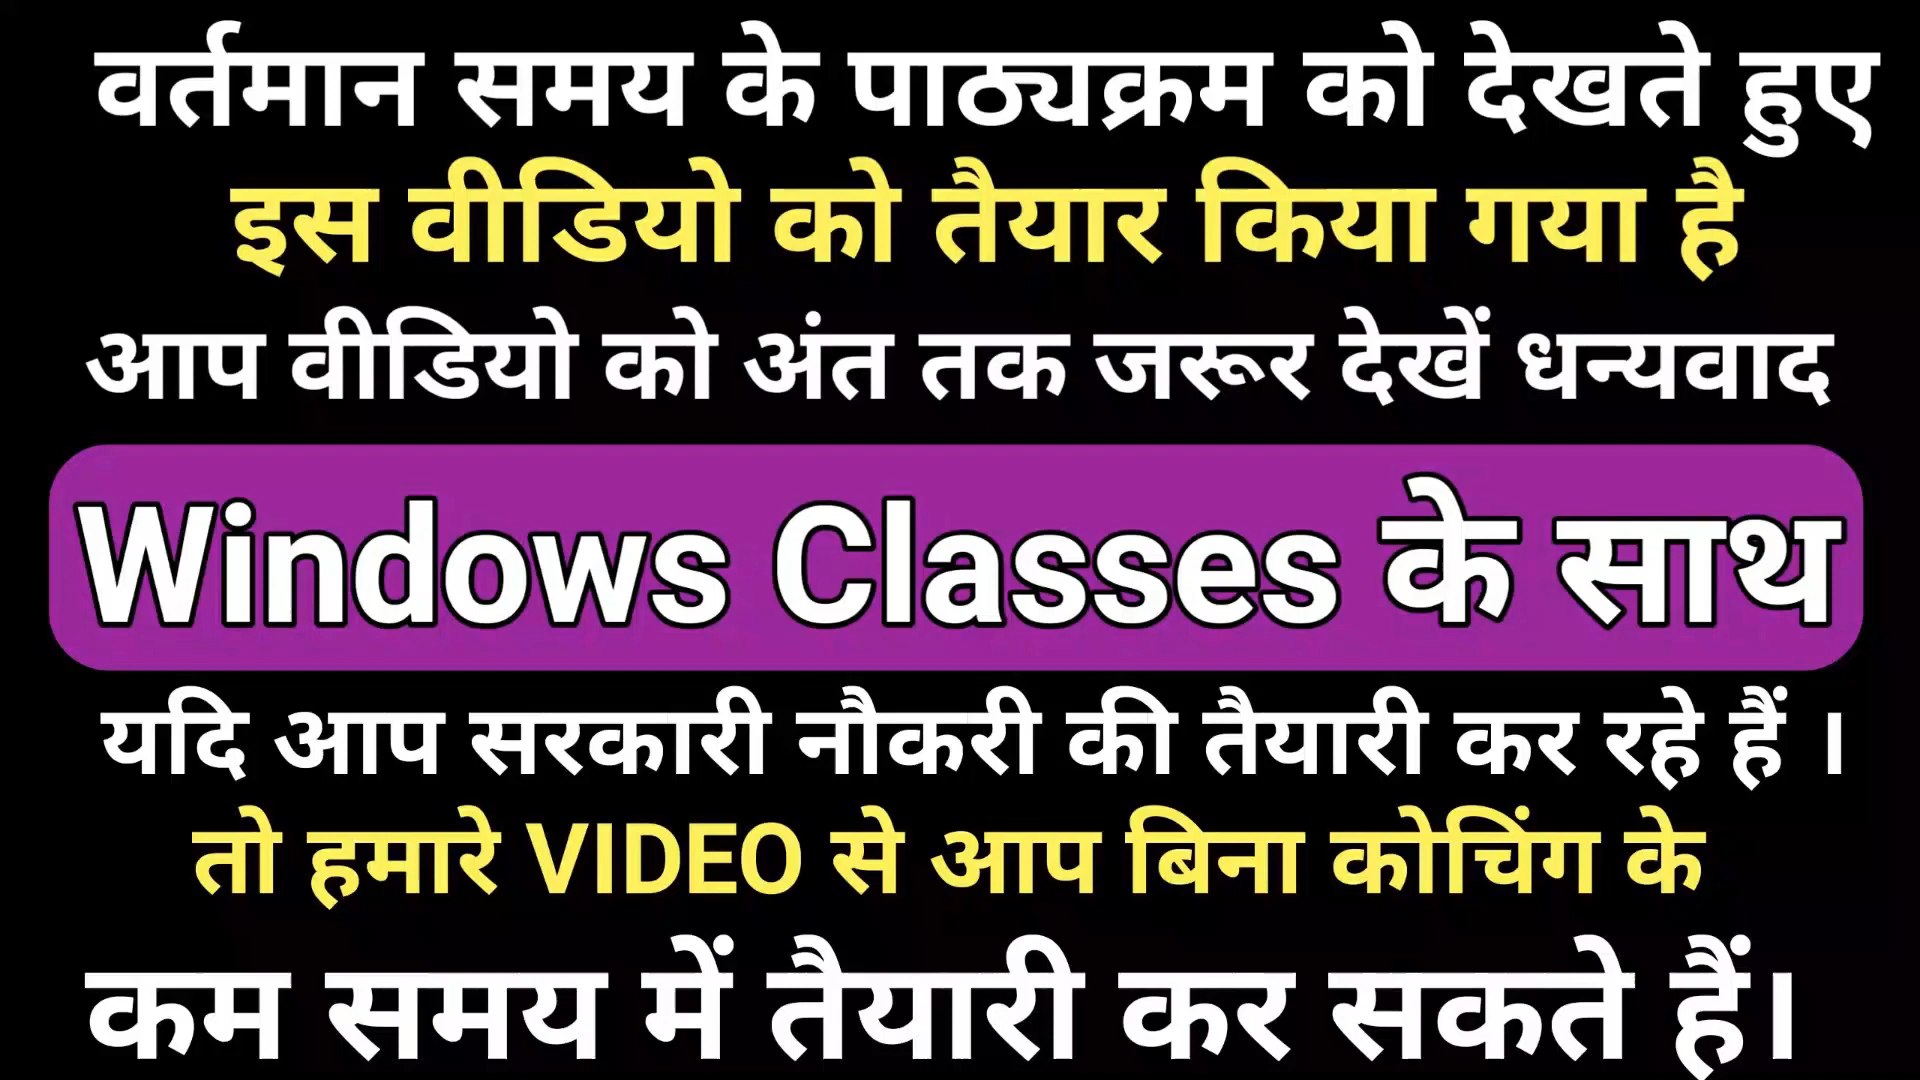 वर्तमान समय के पाठ्यक्रम को देखते हुए
इस वीडियो को तैयार किया गया है
आप वीडियो को अंत तक जरूर देखें धन्यवाद
Windows Classes के साथ
यदि आप सरकारी नौकरी की तैयारी कर रहे हैं ।
तो हमारे VIDEO से आप बिना कोचिंग के
कम समय में तैयारी कर सकते हैं।